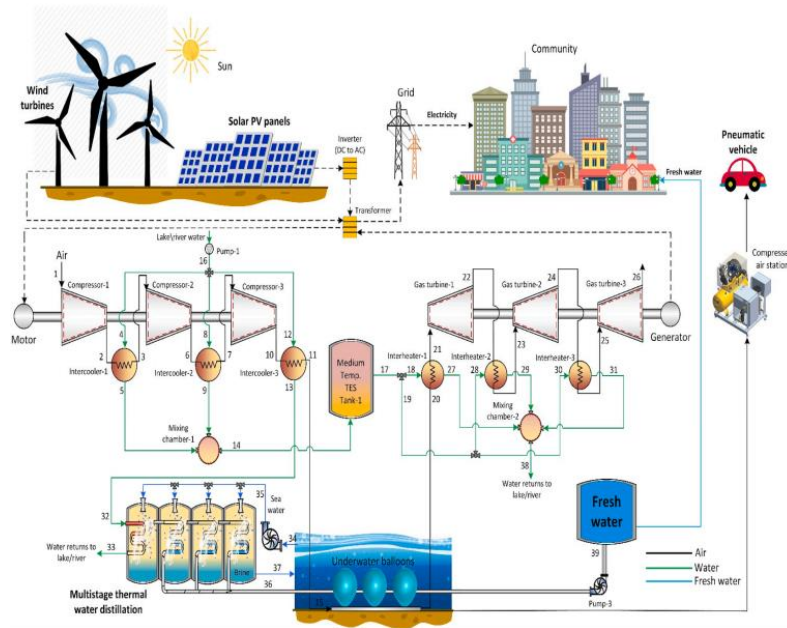 Sun
Wind
turbines
Solar PV panels
Inverter
(DC to AC)
Transformer
Grid
Electricity
Community
Fresh water
Pneumatic
vehicle
Compressed
air station
Lake\river water
Pump-1
16
Air
1
Compressor-1
Compressor-2
Compressor-3
Motor
4
8
12
2
3
6
7
10
11
Intercooler-1
Intercooler-2
Intercooler-3
5
9
13
Mixing
chamber-1
14
Medium
Temp.
TES
Tank-1
17
18
19
Gas turbine-1
Gas turbine-2
Gas turbine-3
22
24
26
Generator
21
23
25
Interheater-1
Interheater-2
Interheater-3
20
27
28
29
30
31
Mixing
chamber-2
38
Water returns to
lake/river
32
33
Water returns to
lake/river
35
Sea
water
34
Brine
37
36
Multistage thermal
water distillation
Underwater balloons
15
Fresh
water
39
Pump-3
Air
Water
Fresh water